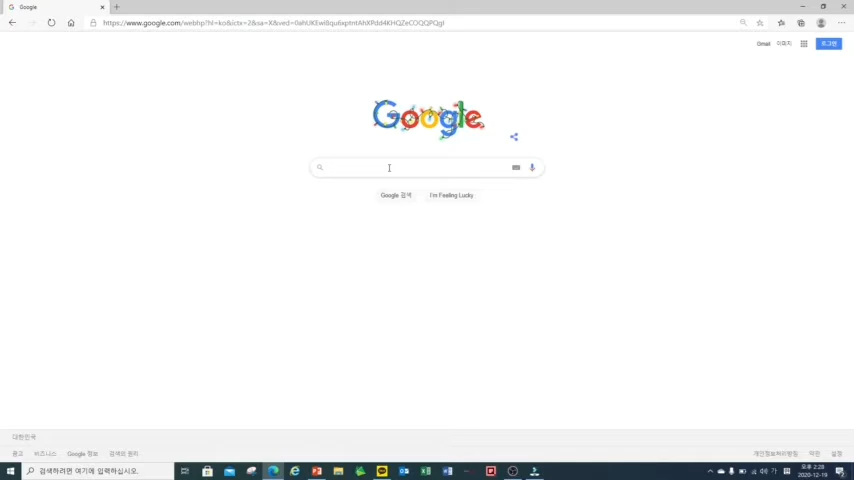 Google
https://www.google.com/webhp?hl=ko&ictx=2&sa=X&ved=
Gmail 이미지 로그인
Google
Google 검색 I'm Feeling Lucky
대한민국
광고 비즈니스 Google 정보 검색의 원리 개인정보처리방침 약관 설정
검색하려면 여기에 입력하십시오.
오후 2:28
2020-12-19